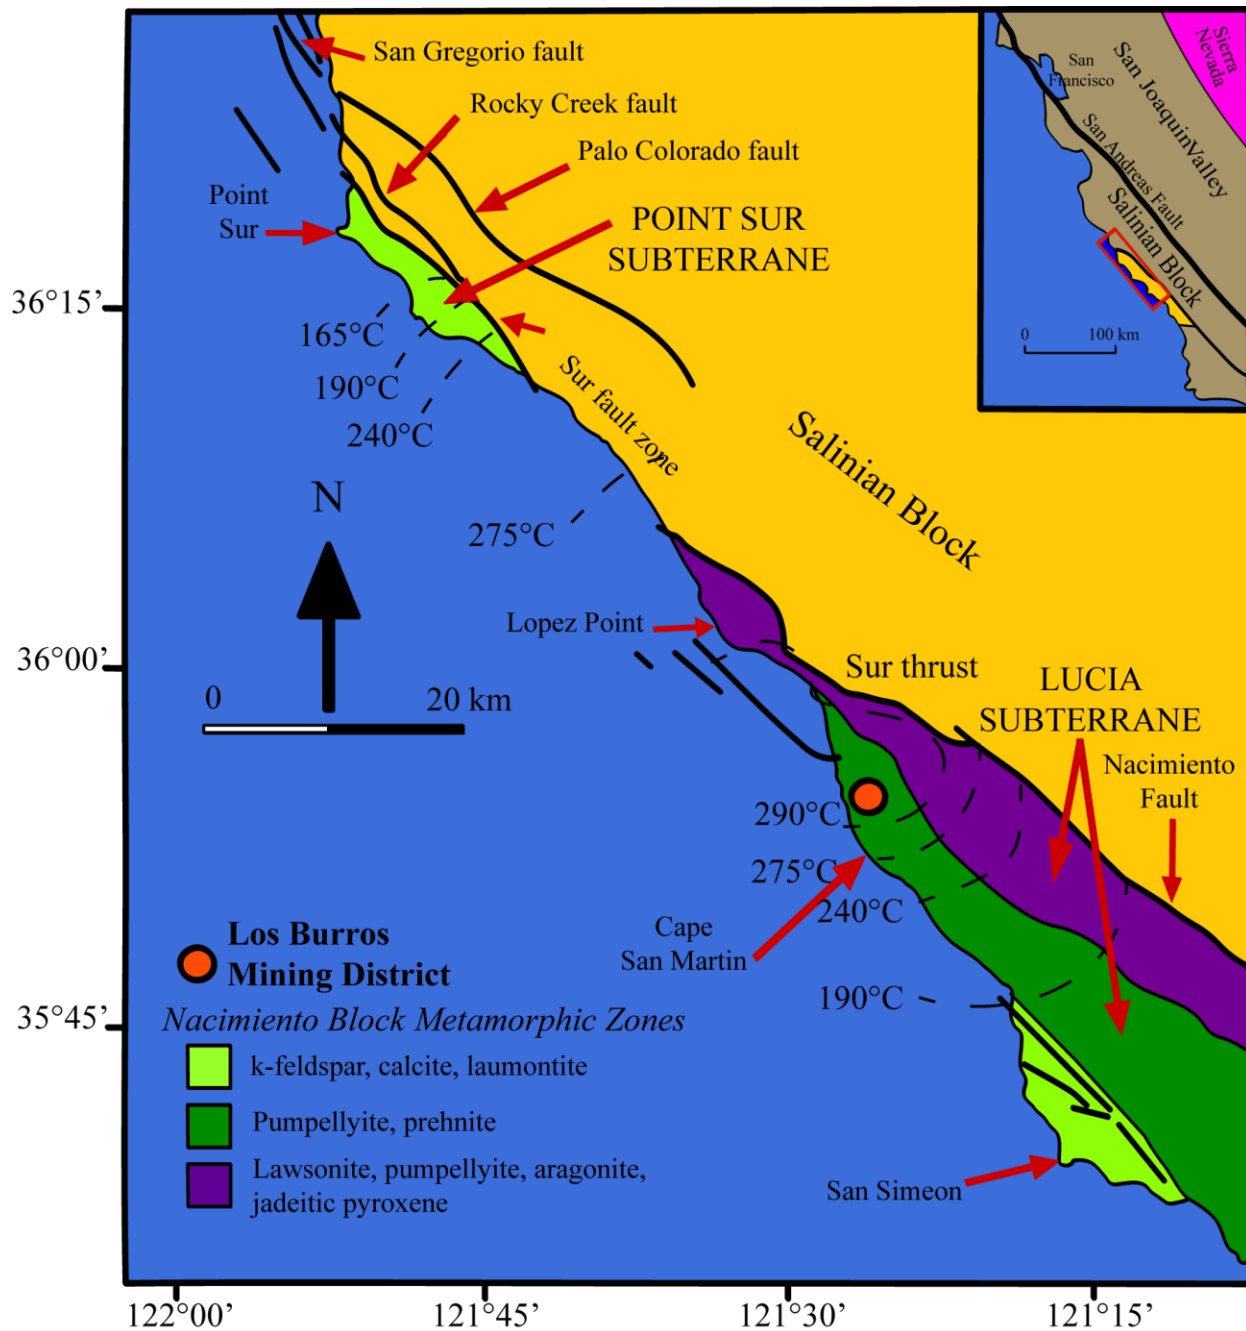 San Gregorio fault
Rocky Creek fault
Palo Colorado fault
Point
Sur
POINT SUR
SUBTERRANE
36°15’
165°C
190°C
240°C
Sur fault zone
275°C
N
Salinian Block
Lopez Point
36°00’
0
20 km
Sur thrust
LUCIA
SUBTERRANE
Nacimiento
Fault
290°C
275°C
240°C
Cape
San Martin
190°C
Los Burros
Mining District
35°45’
Nacimiento Block Metamorphic Zones
k-feldspar, calcite, laumontite
Pumpellyite, prehnite
Lawsonite, pumpellyite, aragonite,
jadeitic pyroxene
San Simeon
122°00’
121°45’
121°30’
121°15’
San
Francisco
San JoaquinValley
Sierra
Nevada
San Andreas Fault
Salinian Block
0
100 km